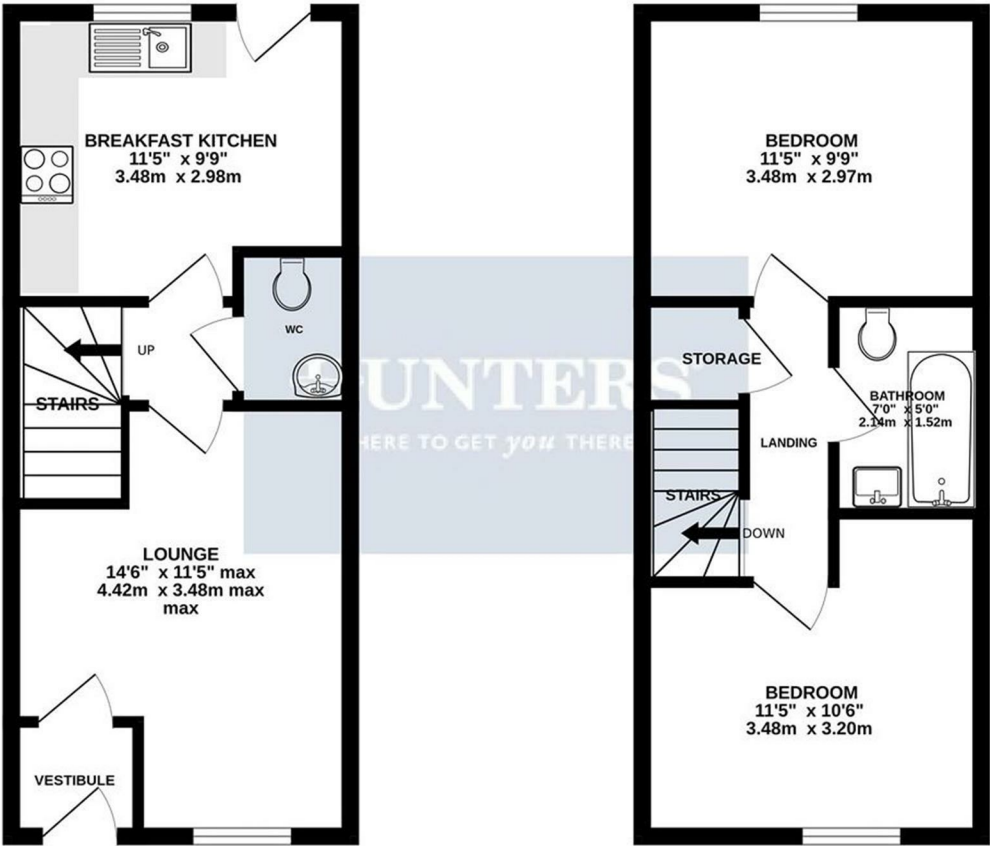 BREAKFAST KITCHEN
11'5" x 9'9"
3.48m x 2.98m
WC
UP
STAIRS
LOUNGE
14'6" x 11'5" max
4.42m x 3.48m max
max
VESTIBULE
UNTERS
HERE TO GET you THERE
BEDROOM
11'5" x 9'9"
3.48m x 2.97m
STORAGE
BATHROOM
7'0" x 5'0"
2.14m x 1.52m
LANDING
STAIRS
DOWN
BEDROOM
11'5" x 10'6"
3.48m x 3.20m